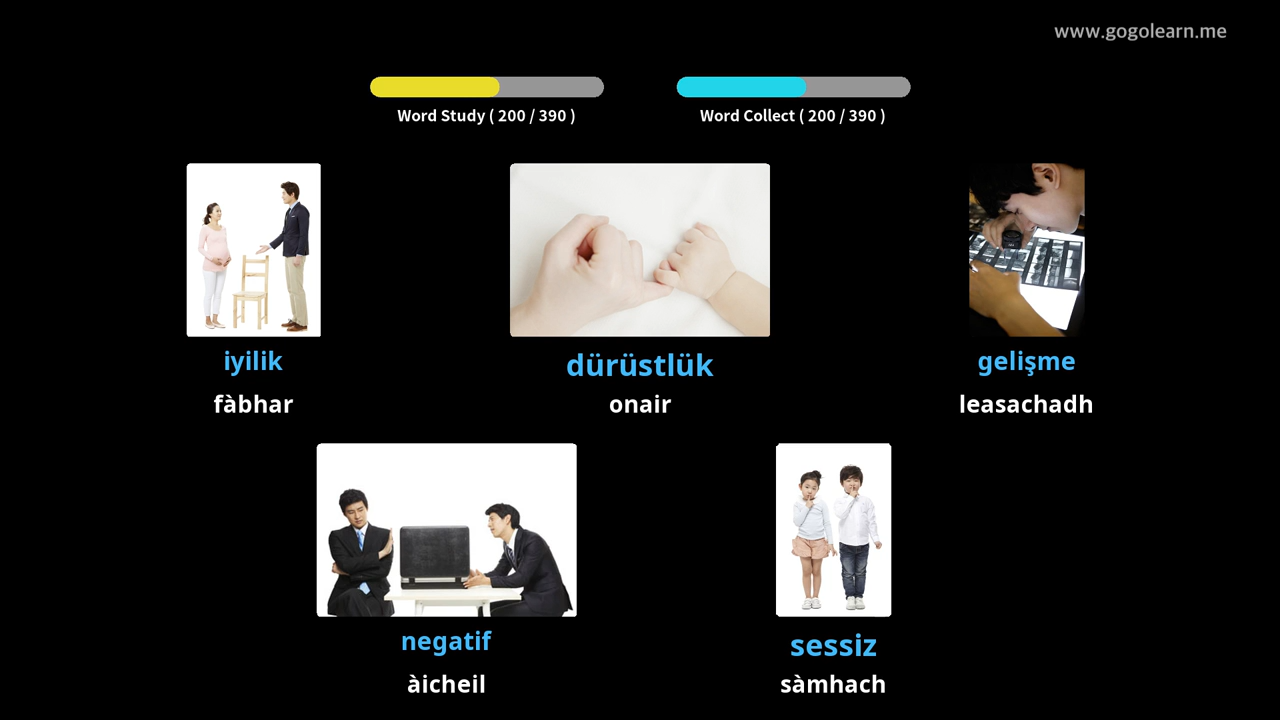 www.gogolearn.me
Word Study ( 200 / 390 )
Word Collect ( 200 / 390 )
iyilik
fàbhar
dürüstlük
onair
gelişme
leasachadh
negatif
àicheil
sessiz
sàmhach